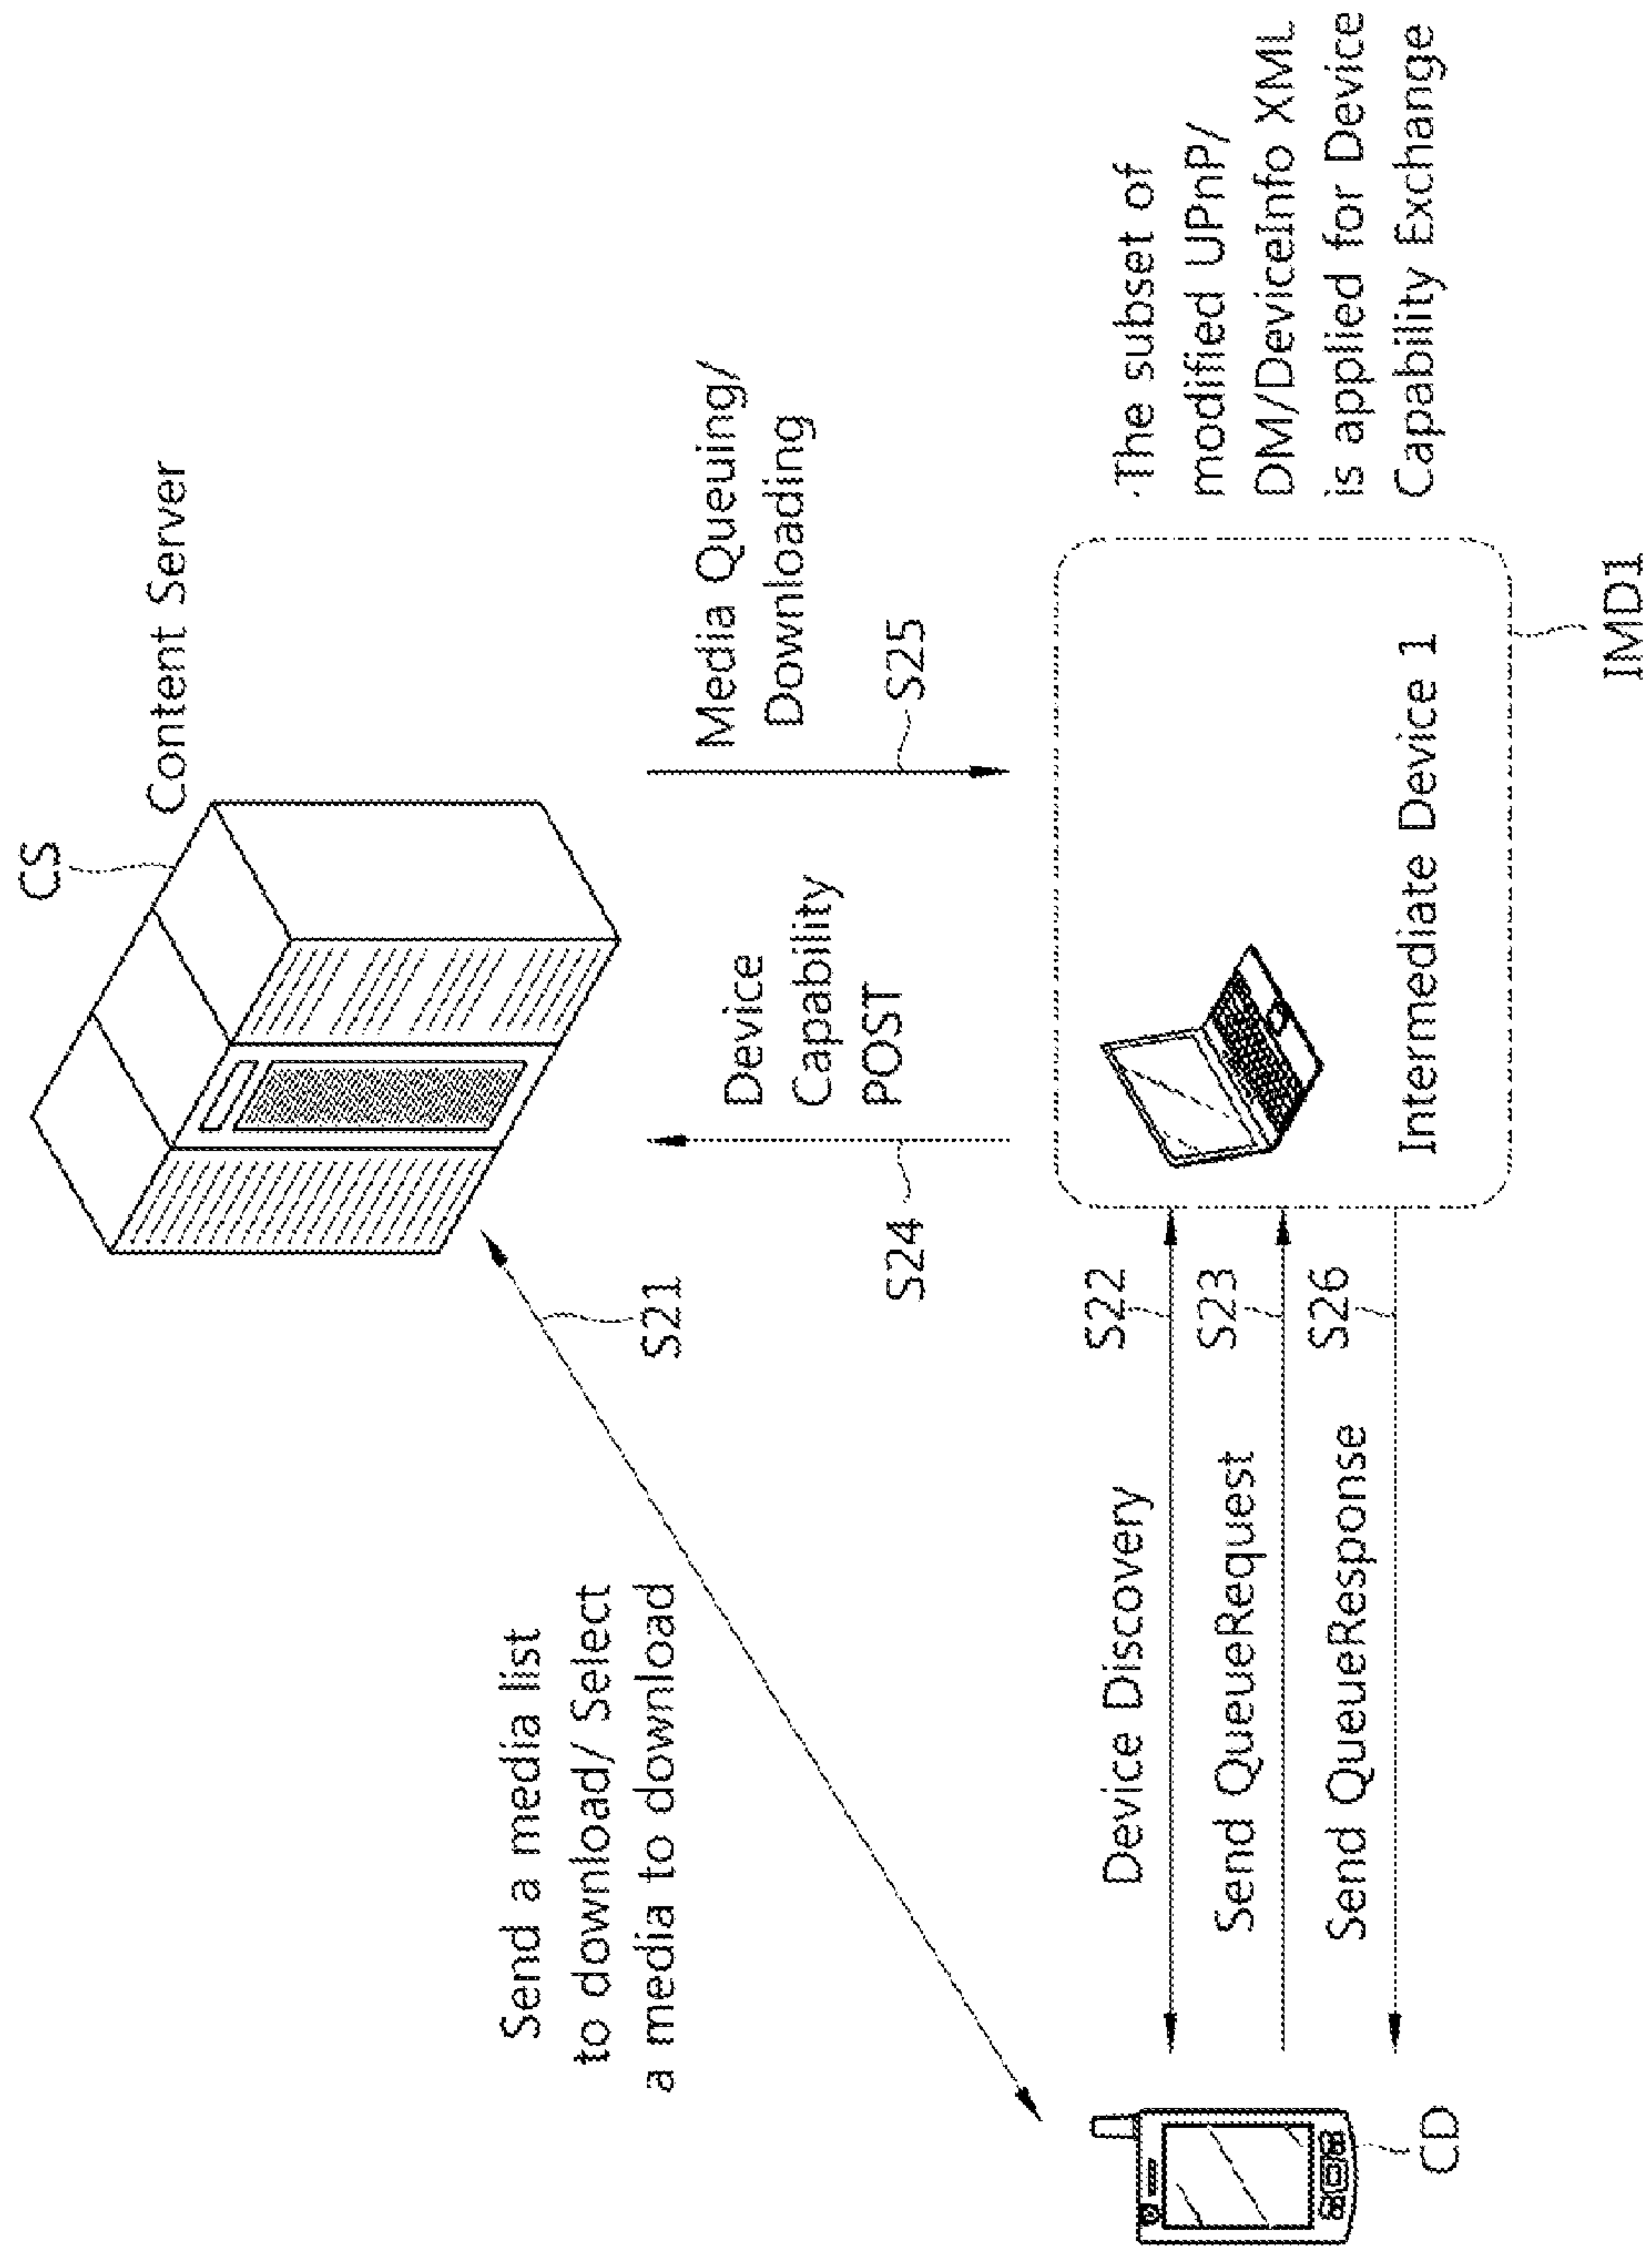 CS
Content Server
Send a media list
to download/ Select
a media to download
S21
Device
Capability
POST
S24
Media Queuing/
Downloading
S25
Device Discovery
S22
Send QueueRequest
S23
Send QueueResponse
S26
CD
Intermediate Device 1
IMD1
·The subset of
modified UPnP/
DM/DeviceInfo XML
is applied for Device
Capability Exchange